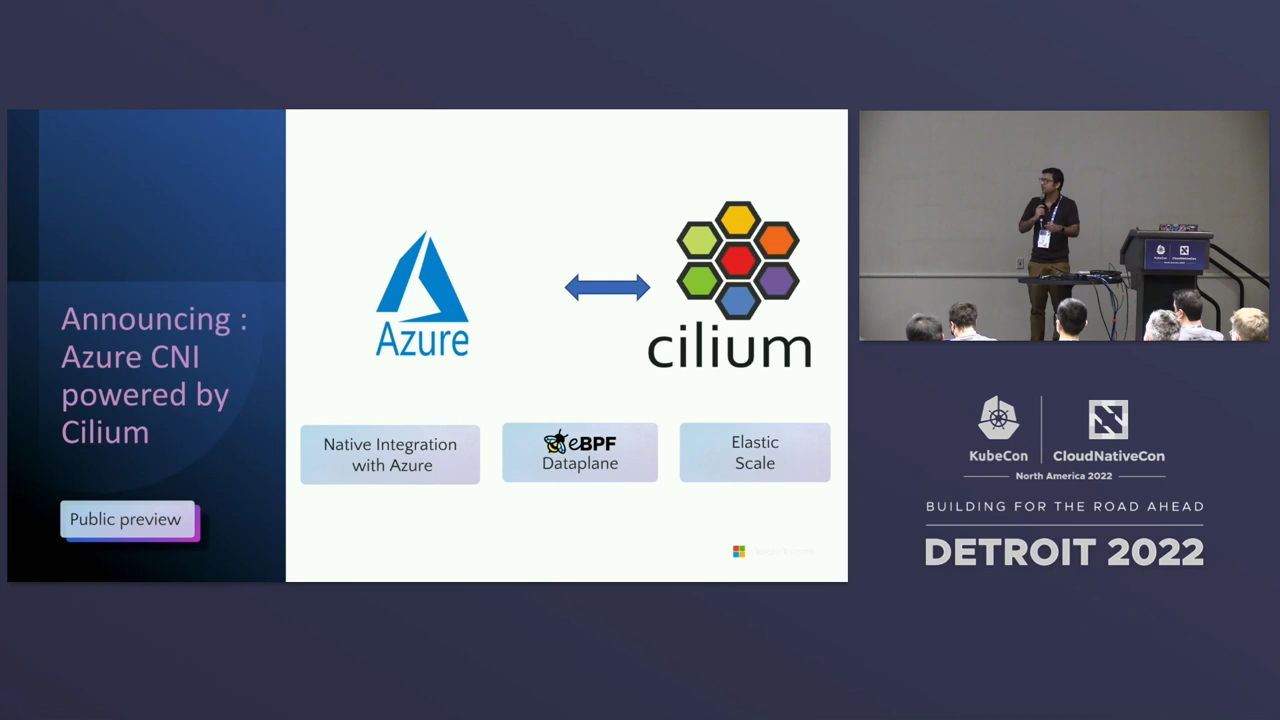 Announcing :
Azure CNI
powered by
Cilium
Public preview
Azure
cilium
Native Integration
with Azure
eBPF
Dataplane
Elastic
Scale
KubeCon
CloudNativeCon
North America 2022
BUILDING FOR THE ROAD AHEAD
DETROIT 2022